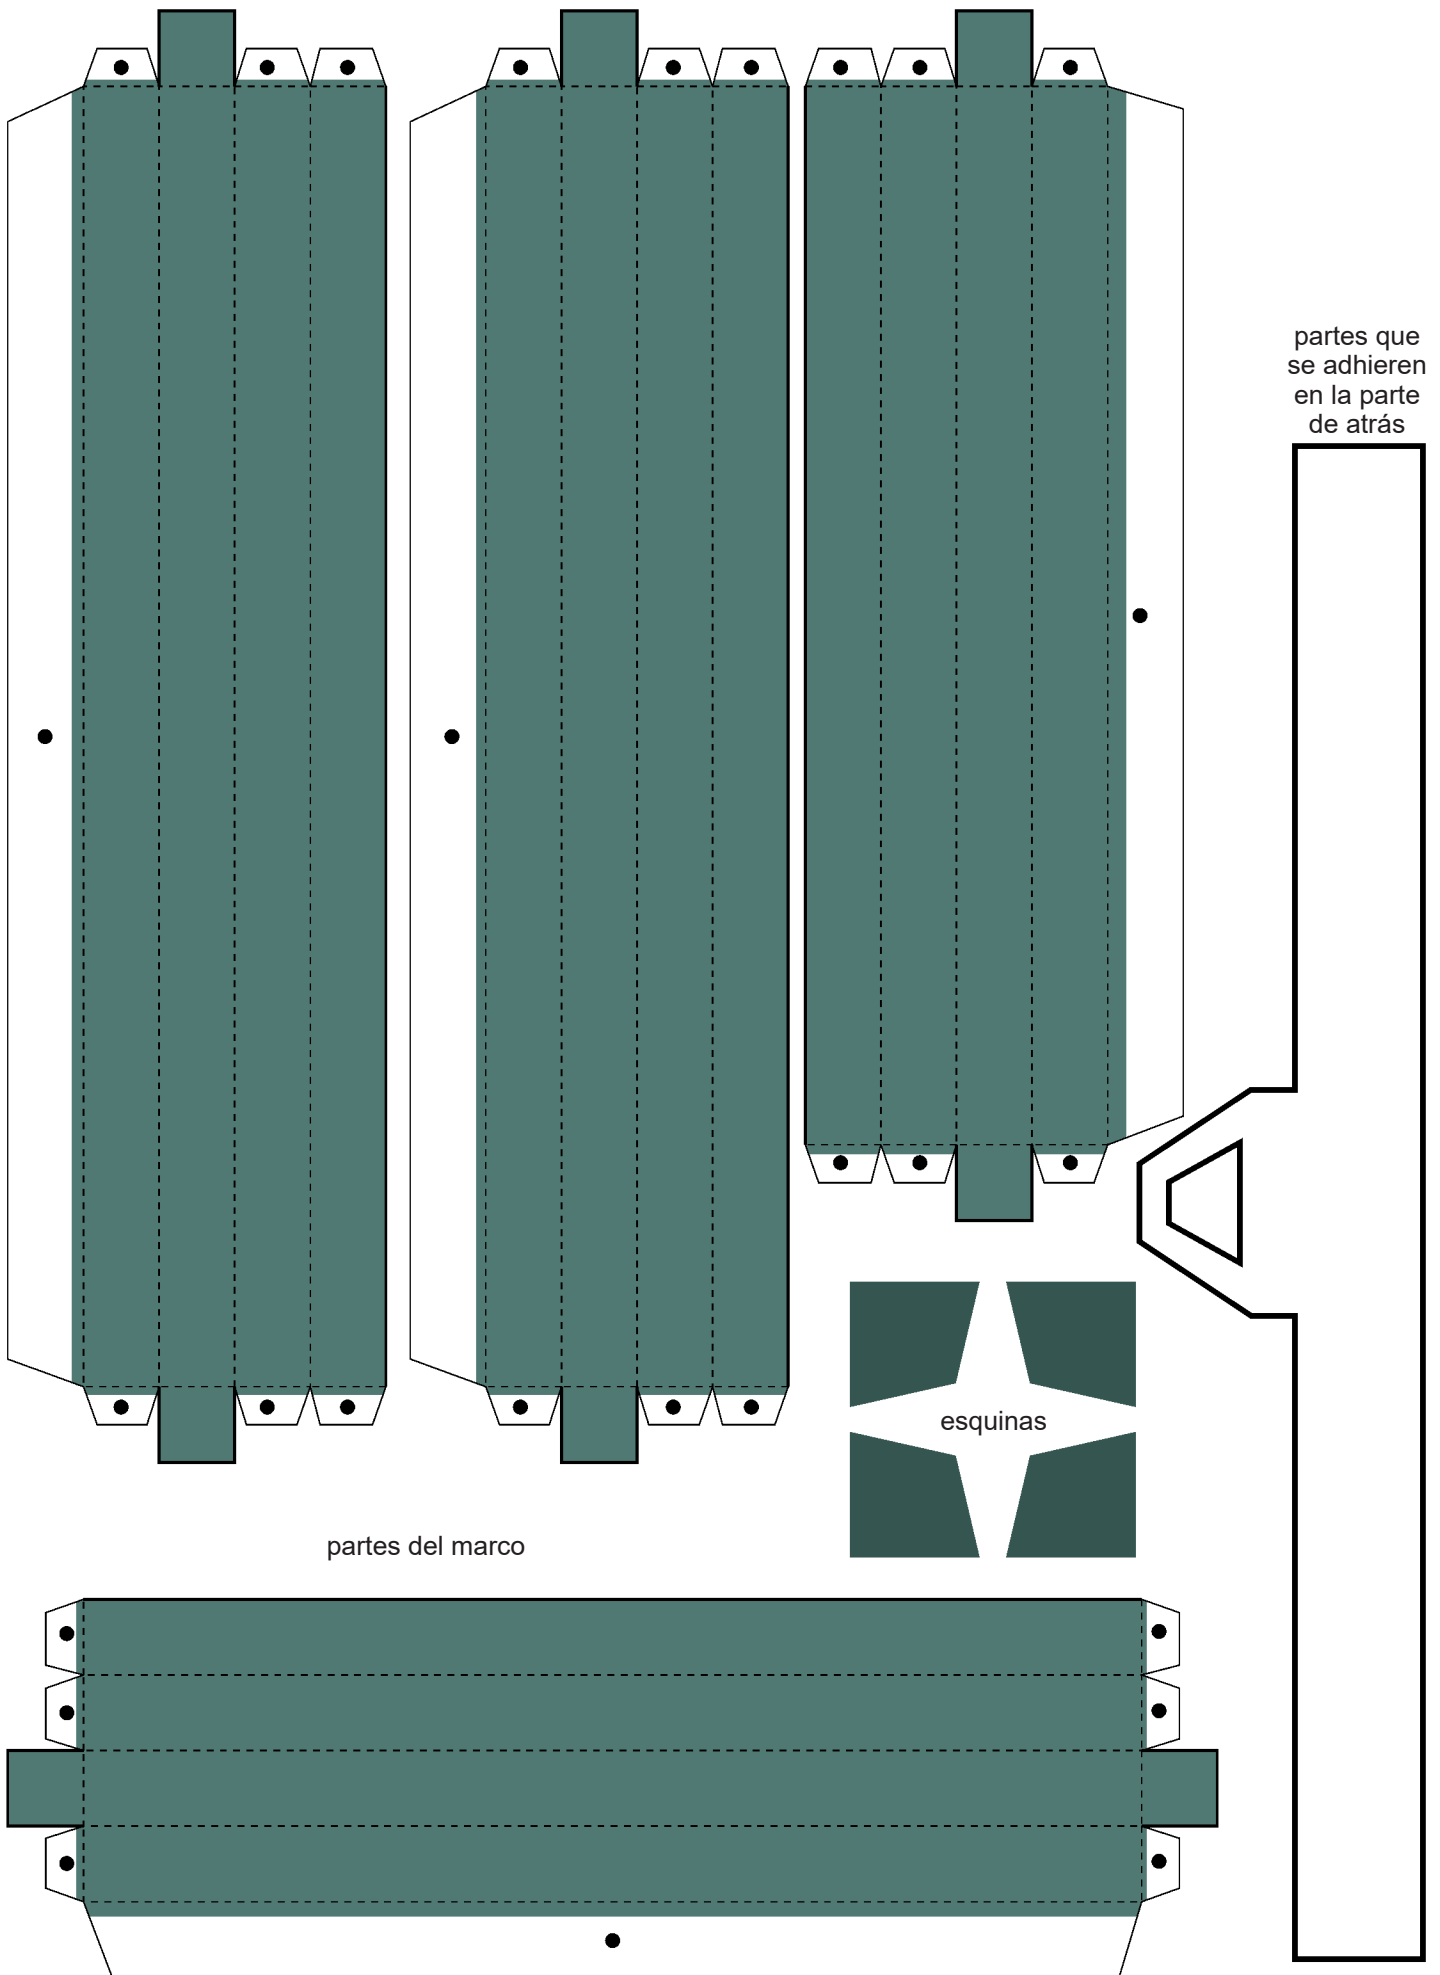 partes que
se adhieren
en la parte
de atrás
esquinas
partes del marco